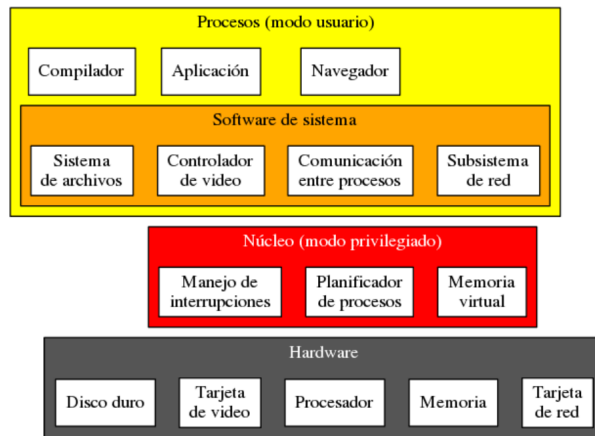 Procesos (modo usuario)
Compilador
Aplicación
Navegador
Software de sistema
Sistema
de archivos
Controlador
de video
Comunicación
entre procesos
Subsistema
de red
Núcleo (modo privilegiado)
Manejo de
interrupciones
Planificador
de procesos
Memoria
virtual
Hardware
Disco duro
Tarjeta
de video
Procesador
Memoria
Tarjeta
de red